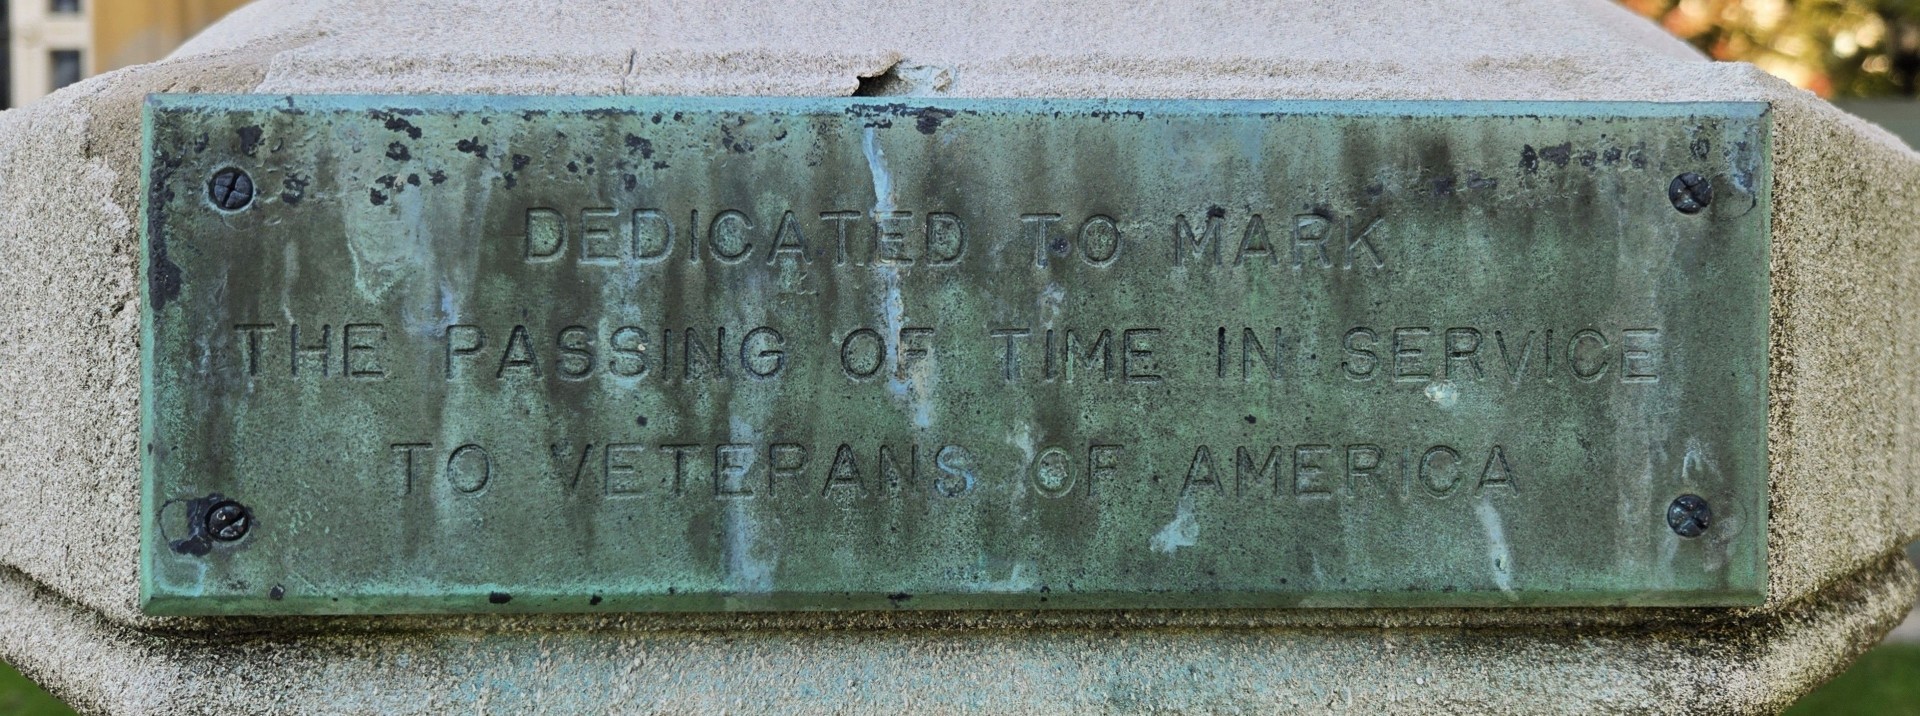 DEDICATED TO MARK
THE PASSING OF TIME IN SERVICE
TO VETERANS OF AMERICA